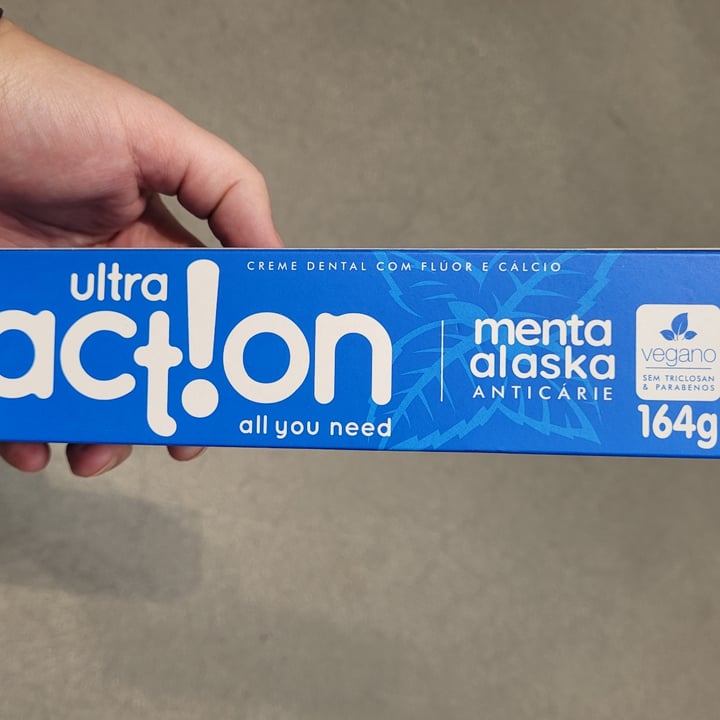 CREME DENTAL COM FLÚOR E CÁLCIO
ultra
act!on
all you need
menta
alaska
ANTICÁRIE
vegano
SEM TRICLOSAN
& PARABENOS
164g